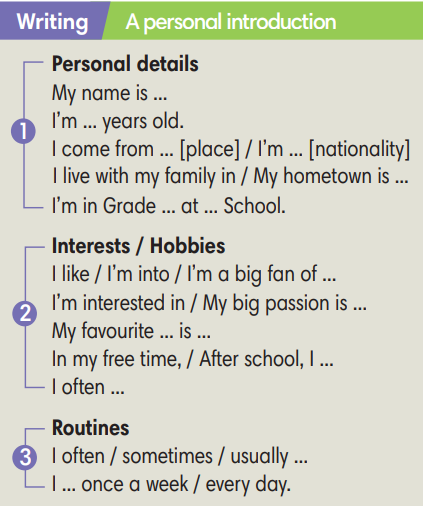 Writing A personal introduction
1
Personal details
My name is ...
I'm ... years old.
I come from ... [place] / I'm ... [nationality]
I live with my family in / My hometown is ...
I'm in Grade ... at ... School.
2
Interests / Hobbies
I like / I'm into / I'm a big fan of ...
I'm interested in / My big passion is ...
My favourite ... is ...
In my free time, / After school, I ...
I often ...
3
Routines
I often / sometimes / usually ...
I ... once a week / every day.